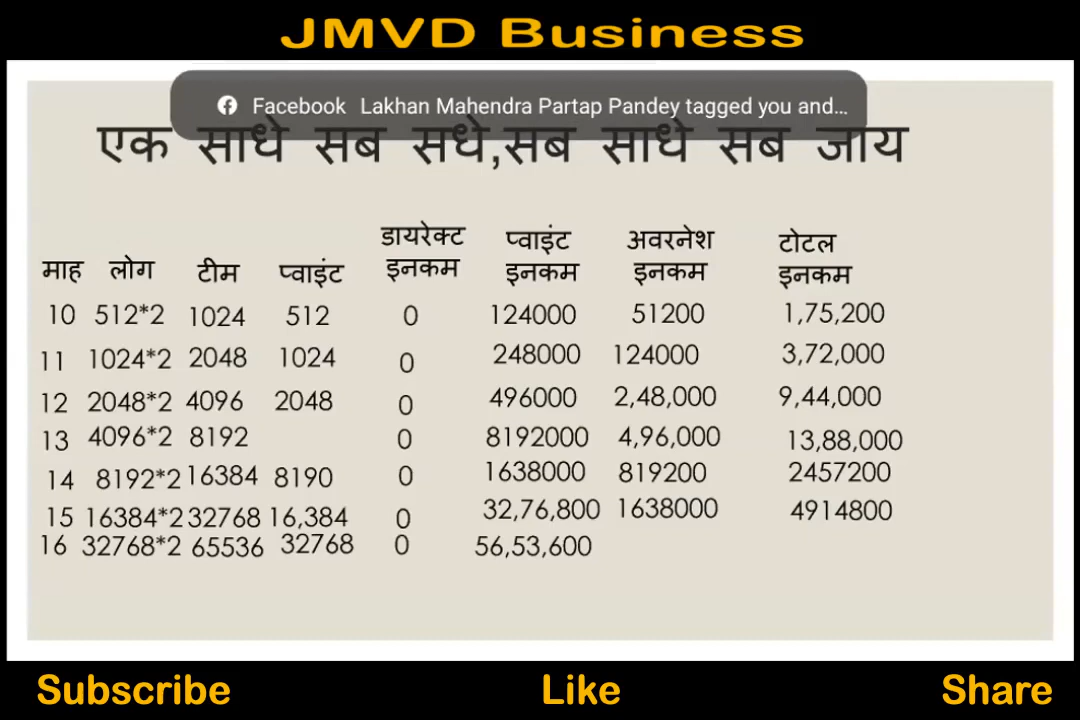 JMVD Business
Facebook Lakhan Mahendra Partap Pandey tagged you and...
एक साधे सब सधे,सब साधे सब जाय
माह लोग टीम प्वाइंट डायरेक्ट इनकम प्वाइंट इनकम अवरनेश इनकम टोटल इनकम
10 512*2 1024 512 0 124000 51200 1,75,200
11 1024*2 2048 1024 0 248000 124000 3,72,000
12 2048*2 4096 2048 0 496000 2,48,000 9,44,000
13 4096*2 8192 0 8192000 4,96,000 13,88,000
14 8192*2 16384 8190 0 1638000 819200 2457200
15 16384*2 32768 16,384 0 32,76,800 1638000 4914800
16 32768*2 65536 32768 0 56,53,600
Subscribe Like Share